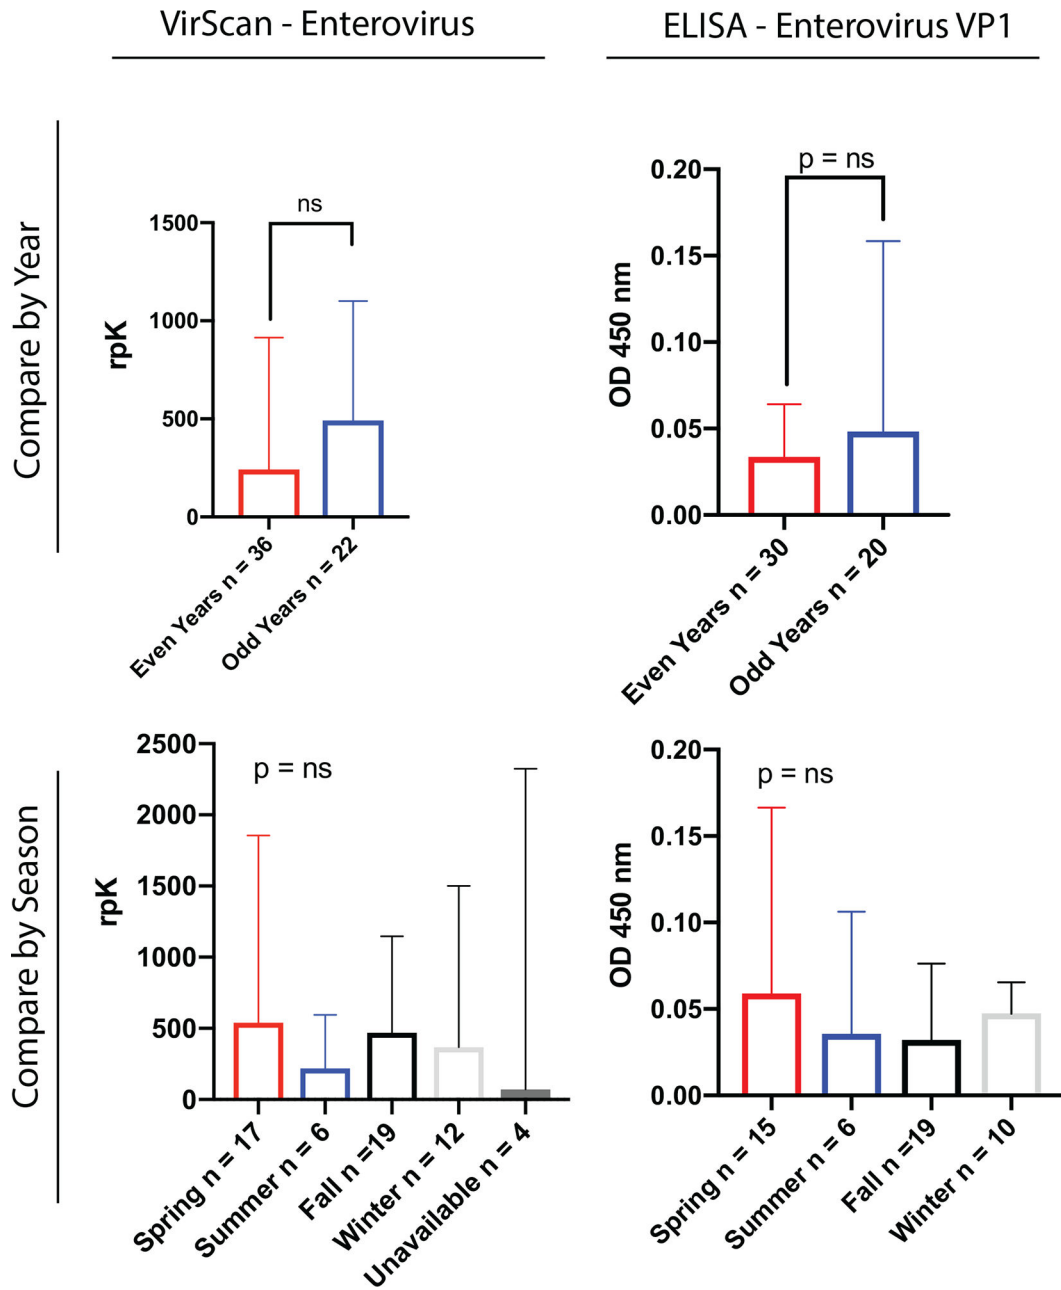 VirScan - Enterovirus
ELISA - Enterovirus VP1
Compare by Year
rpK
1500
1000
500
0
ns
Even Years n = 36
Odd Years n = 22
OD 450 nm
0.20
0.15
0.10
0.05
0.00
p = ns
Even Years n = 30
Odd Years n = 20
Compare by Season
rpK
2500
2000
1500
1000
500
0
p = ns
Spring n = 17
Summer n = 6
Fall n =19
Winter n = 12
Unavailable n = 4
OD 450 nm
0.20
0.15
0.10
0.05
0.00
p = ns
Spring n = 15
Summer n = 6
Fall n =19
Winter n = 10